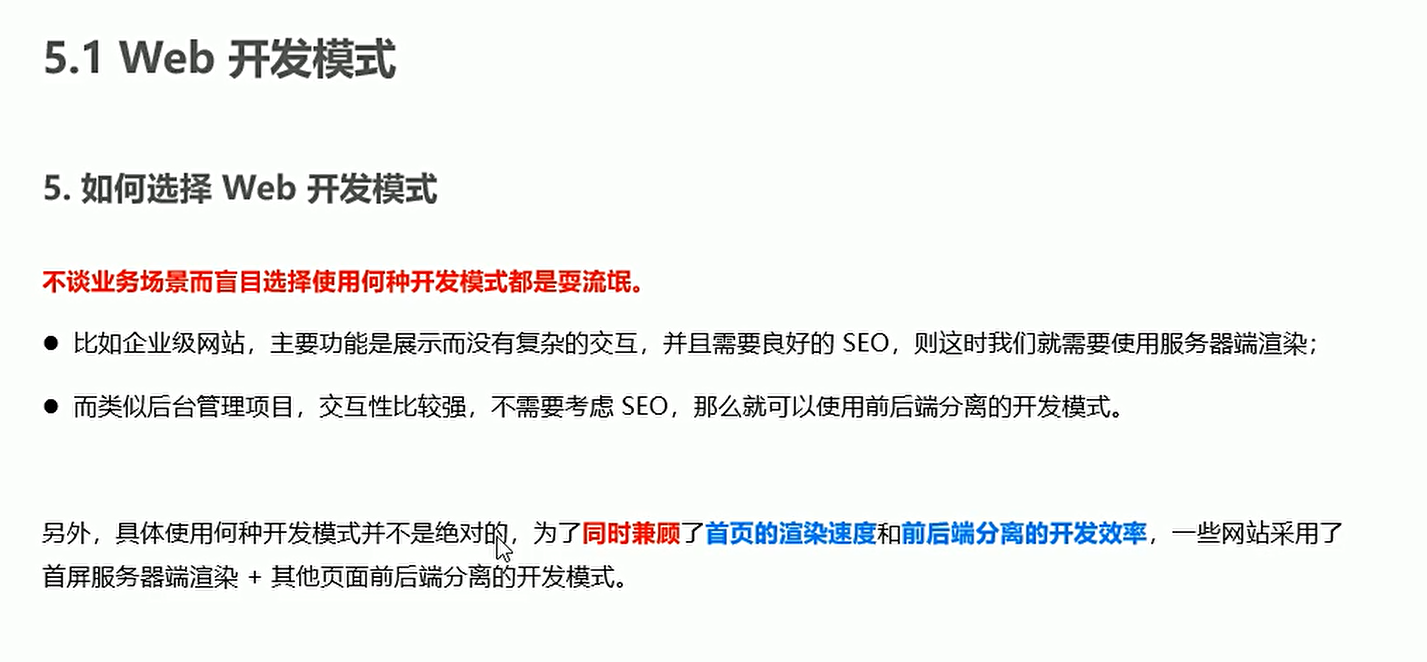 5.1 Web 开发模式
5. 如何选择 Web 开发模式
不谈业务场景而盲目选择使用何种开发模式都是耍流氓。
● 比如企业级网站，主要功能是展示而没有复杂的交互，并且需要良好的 SEO，则这时我们就需要使用服务器端渲染；
● 而类似后台管理项目，交互性比较强，不需要考虑 SEO，那么就可以使用前后端分离的开发模式。
另外，具体使用何种开发模式并不是绝对的，为了同时兼顾了首页的渲染速度和前后端分离的开发效率，一些网站采用了
首屏服务器端渲染 + 其他页面前后端分离的开发模式。